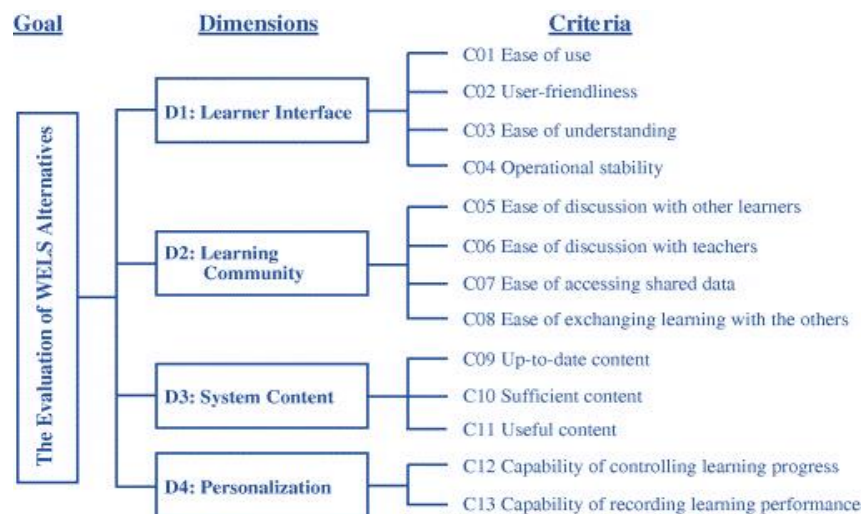 Goal
Dimensions
Criteria
The Evaluation of WELS Alternatives
D1: Learner Interface
C01 Ease of use
C02 User-friendliness
C03 Ease of understanding
C04 Operational stability
D2: Learning
Community
C05 Ease of discussion with other learners
C06 Ease of discussion with teachers
C07 Ease of accessing shared data
C08 Ease of exchanging learning with the others
D3: System Content
C09 Up-to-date content
C10 Sufficient content
C11 Useful content
D4: Personalization
C12 Capability of controlling learning progress
C13 Capability of recording learning performance